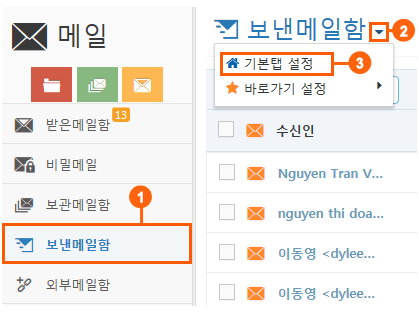 메일
받은메일함 13
비밀메일
보관메일함
1
보낸메일함
외부메일함
보낸메일함 2
기본탭 설정 3
바로가기 설정
수신인
Nguyen Tran V...
nguyen thi doa...
이동영 <dylee...
이동영 <dylee...